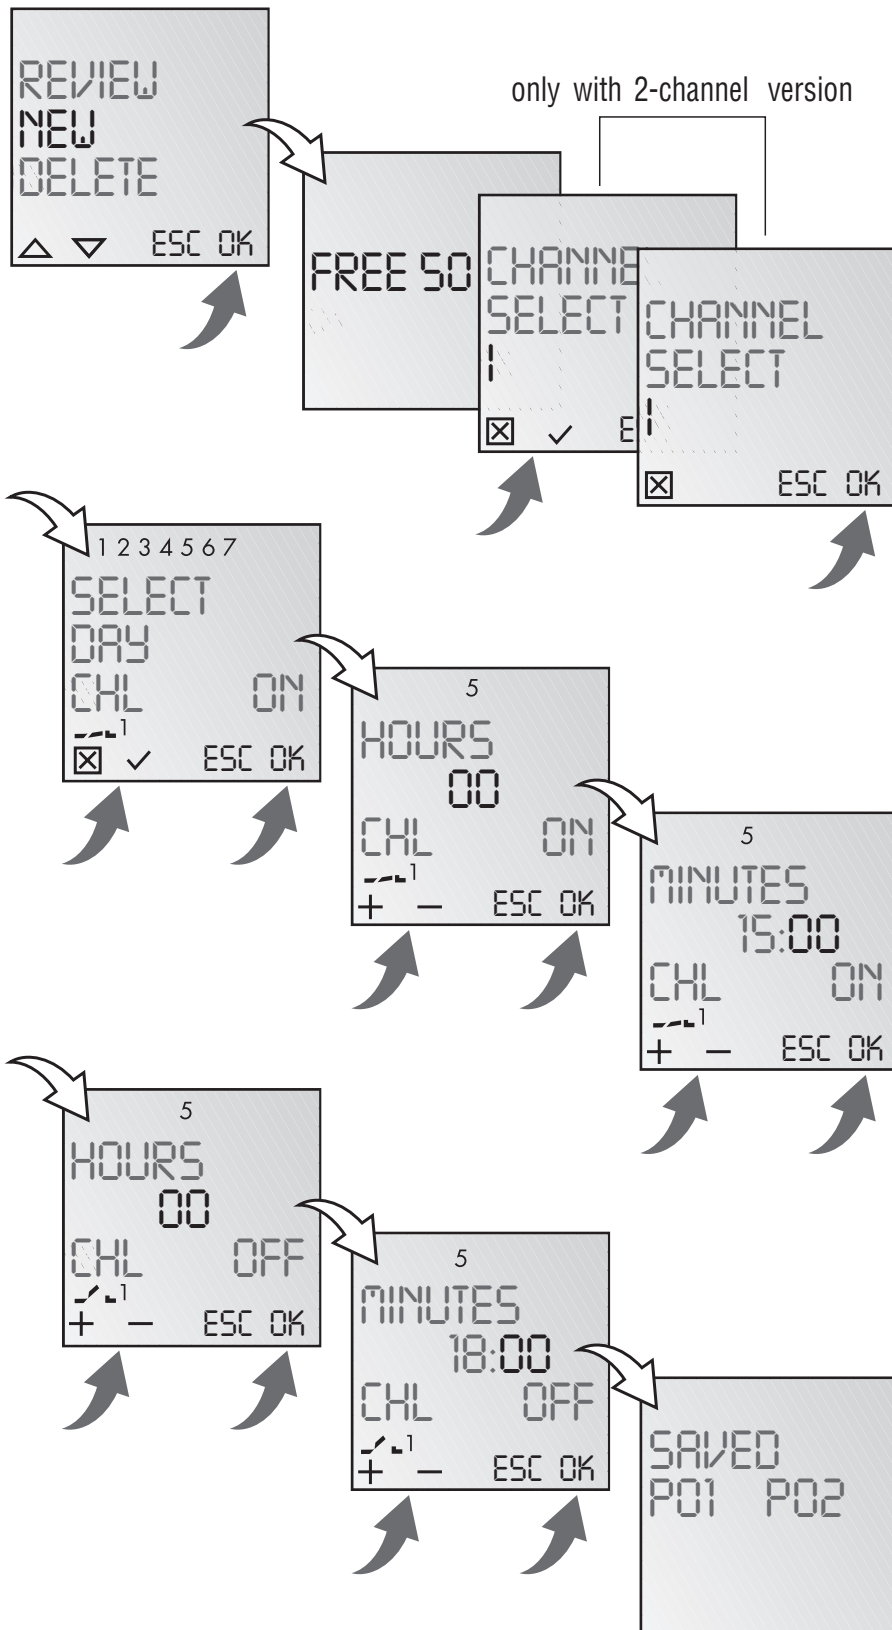 REVIEW
NEW
DELETE
ESC OK
only with 2-channel version
FREE 50
CHANNE
SELECT
1
E
CHANNEL
SELECT
1
ESC OK
1 2 3 4 5 6 7
SELECT
DAY
CHL ON
1
ESC OK
5
HOURS
00
CHL ON
1
+ − ESC OK
5
MINUTES
15:00
CHL ON
1
+ − ESC OK
5
HOURS
00
CHL OFF
1
+ − ESC OK
5
MINUTES
18:00
CHL OFF
1
+ − ESC OK
SAVED
P01 P02